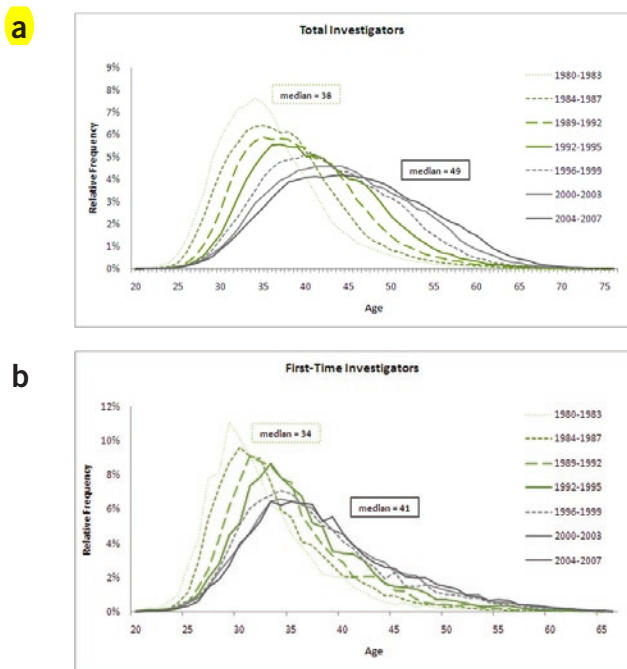 a
Total Investigators
9%
8%
7%
6%
5%
4%
3%
2%
1%
0%
Relative Frequency
median = 38
median = 49
1980-1983
1984-1987
1989-1992
1992-1995
1996-1999
2000-2003
2004-2007
20 25 30 35 40 45 50 55 60 65 70 75
Age
b
First-Time Investigators
12%
10%
8%
6%
4%
2%
0%
Relative Frequency
median = 34
median = 41
1980-1983
1984-1987
1989-1992
1992-1995
1996-1999
2000-2003
2004-2007
20 25 30 35 40 45 50 55 60 65
Age